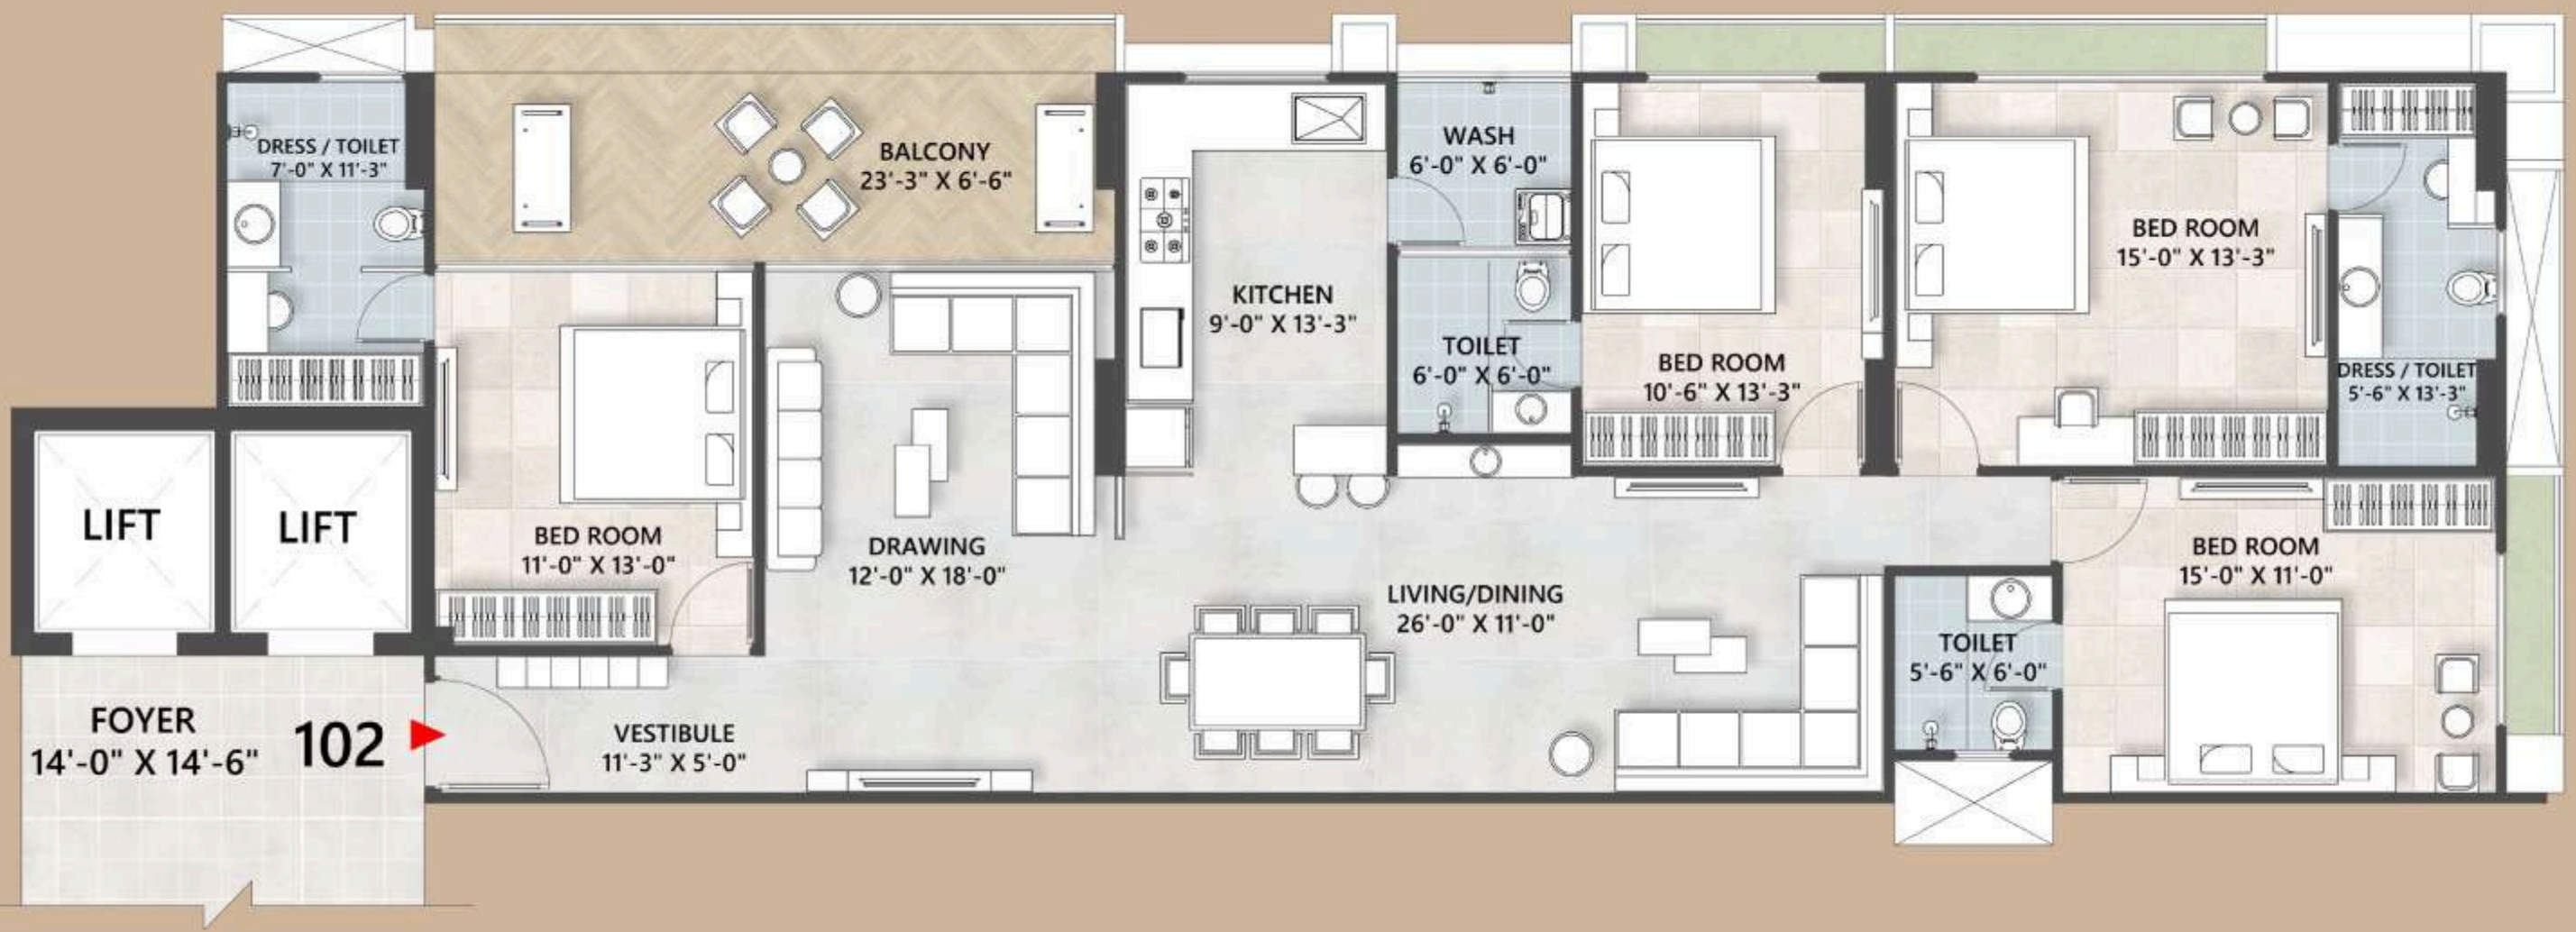 DRESS / TOILET
7'-0" X 11'-3"
BALCONY
23'-3" X 6'-6"
WASH
6'-0" X 6'-0"
BED ROOM
15'-0" X 13'-3"
KITCHEN
9'-0" X 13'-3"
TOILET
6'-0" X 6'-0"
BED ROOM
10'-6" X 13'-3"
DRESS / TOILET
5'-6" X 13'-3"
LIFT
LIFT
BED ROOM
11'-0" X 13'-0"
DRAWING
12'-0" X 18'-0"
LIVING/DINING
26'-0" X 11'-0"
BED ROOM
15'-0" X 11'-0"
TOILET
5'-6" X 6'-0"
FOYER
14'-0" X 14'-6"
102
VESTIBULE
11'-3" X 5'-0"